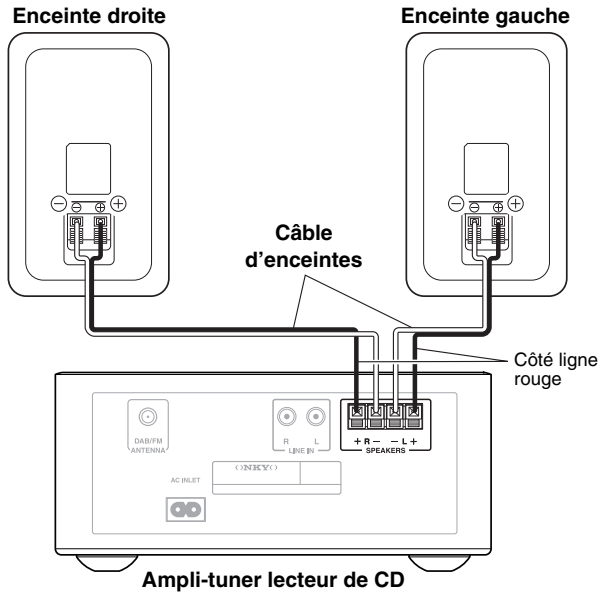 Enceinte droite
Enceinte gauche
⊖ ⊖ ⊕ ⊕
⊖ ⊖ ⊕ ⊕
Câble
d'enceintes
Côté ligne
rouge
DAB/FM
ANTENNA
R L
LINE IN
+ R − − L +
SPEAKERS
ONKYO
AC INLET
Ampli-tuner lecteur de CD